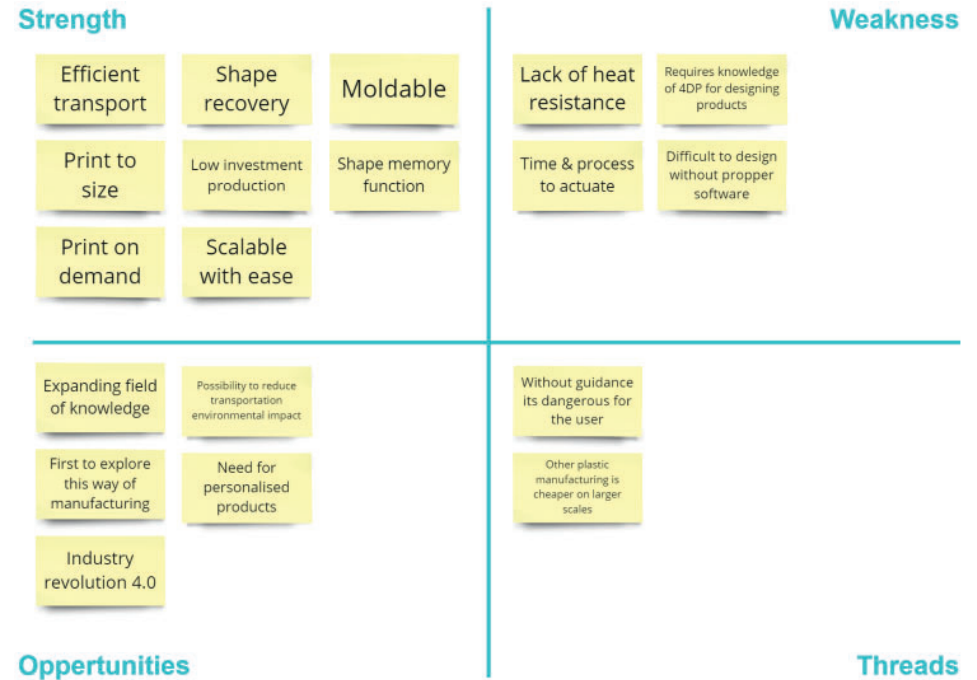 Strength
Weakness
Efficient
transport
Shape
recovery
Moldable
Print to
size
Low investment
production
Shape memory
function
Print on
demand
Scalable
with ease
Lack of heat
resistance
Requires knowledge
of 4DP for designing
products
Time & process
to actuate
Difficult to design
without propper
software
Expanding field
of knowledge
Possibility to reduce
transportation
environmental impact
First to explore
this way of
manufacturing
Need for
personalised
products
Industry
revolution 4.0
Without guidance
its dangerous for
the user
Other plastic
manufacturing is
cheaper on larger
scales
Oppertunities
Threads